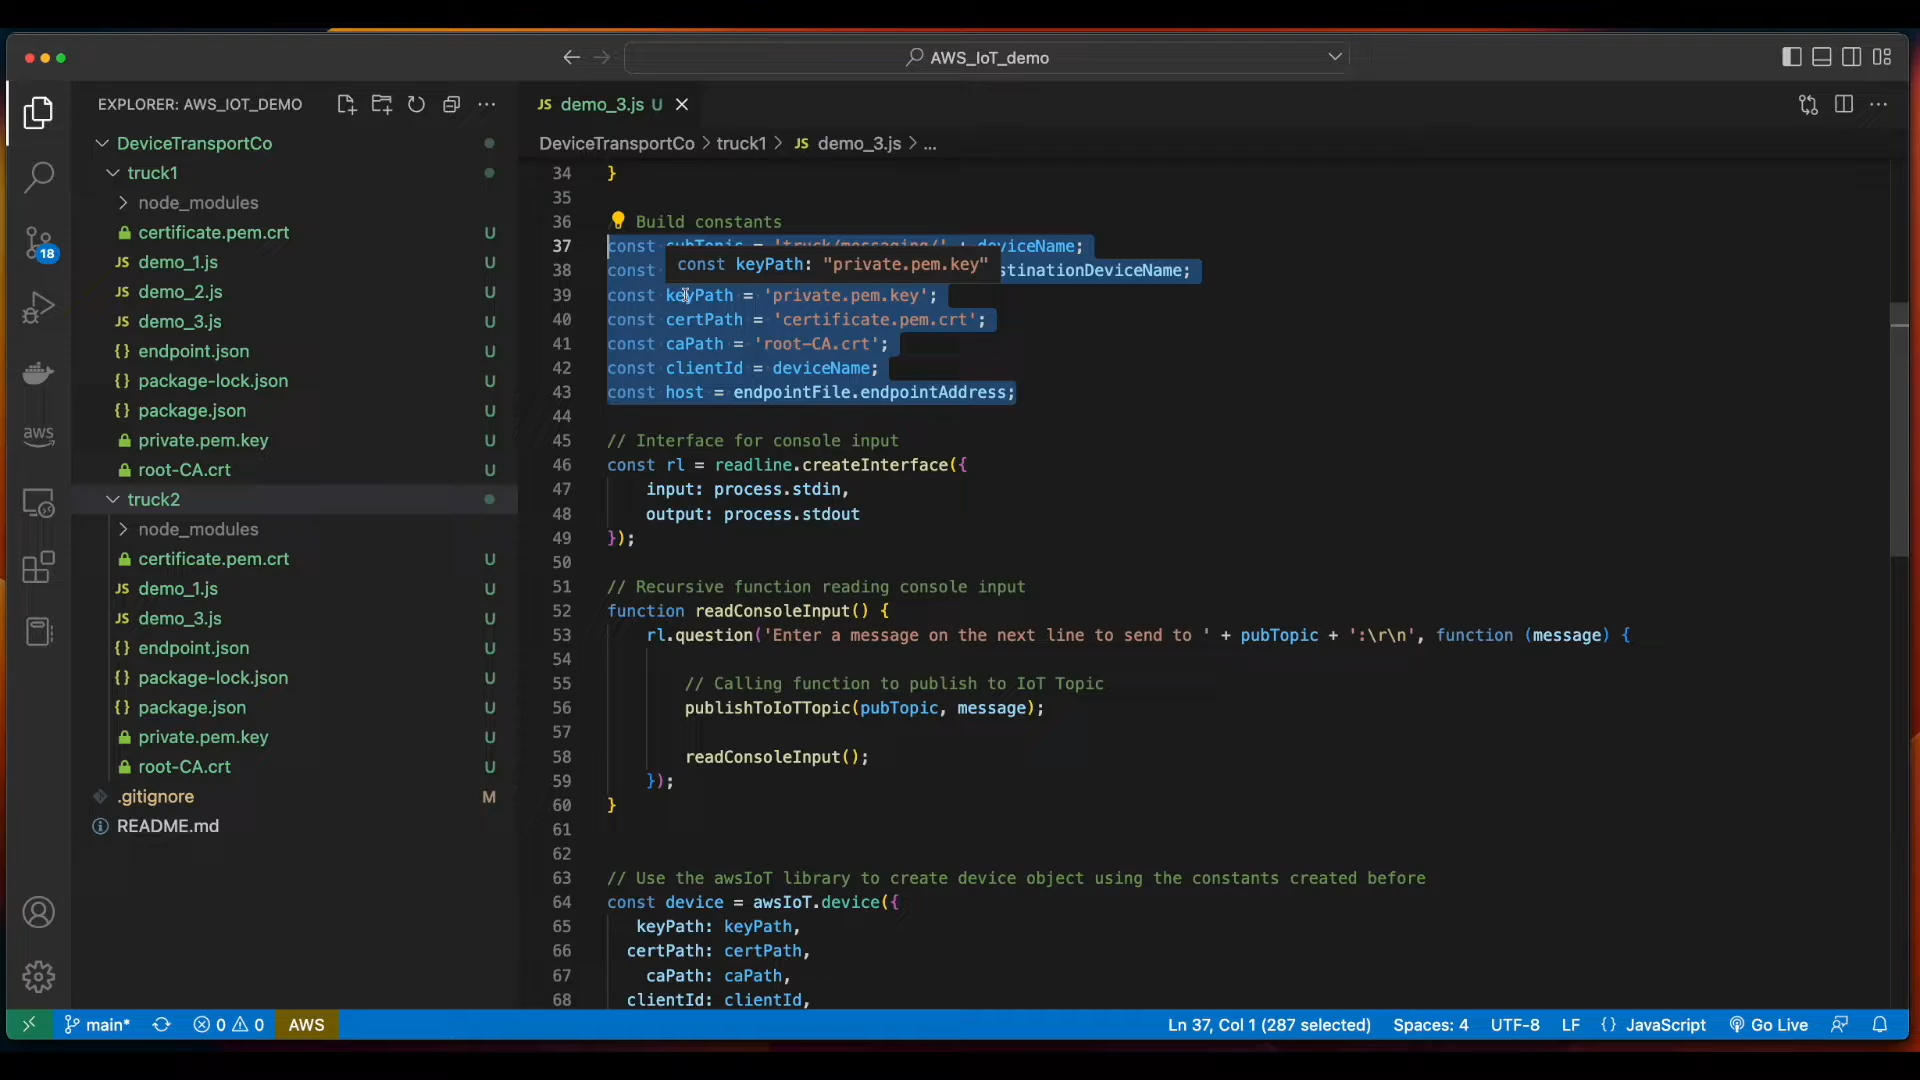 AWS_IoT_demo
EXPLORER: AWS_IOT_DEMO
JS demo_3.js U
DeviceTransportCo > truck1 > JS demo_3.js > ...
DeviceTransportCo
truck1
node_modules
certificate.pem.crt U
JS demo_1.js U
JS demo_2.js U
JS demo_3.js U
{} endpoint.json U
{} package-lock.json U
{} package.json U
private.pem.key U
root-CA.crt U
truck2
node_modules
certificate.pem.crt U
JS demo_1.js U
JS demo_3.js U
{} endpoint.json U
{} package-lock.json U
{} package.json U
private.pem.key U
root-CA.crt U
.gitignore M
README.md
18
aws
34 }
35
36 Build constants
37 const subTopic = 'truck/messaging/' + deviceName;
const keyPath: "private.pem.key"
38 const stinationDeviceName;
39 const keyPath = 'private.pem.key';
40 const certPath = 'certificate.pem.crt';
41 const caPath = 'root-CA.crt';
42 const clientId = deviceName;
43 const host = endpointFile.endpointAddress;
44
45 // Interface for console input
46 const rl = readline.createInterface({
47 input: process.stdin,
48 output: process.stdout
49 });
50
51 // Recursive function reading console input
52 function readConsoleInput() {
53 rl.question('Enter a message on the next line to send to ' + pubTopic + ':\r\n', function (message) {
54
55 // Calling function to publish to IoT Topic
56 publishToIoTTopic(pubTopic, message);
57
58 readConsoleInput();
59 });
60 }
61
62
63 // Use the awsIoT library to create device object using the constants created before
64 const device = awsIoT.device({
65 keyPath: keyPath,
66 certPath: certPath,
67 caPath: caPath,
68 clientId: clientId,
main* 0 0 AWS
Ln 37, Col 1 (287 selected) Spaces: 4 UTF-8 LF {} JavaScript Go Live